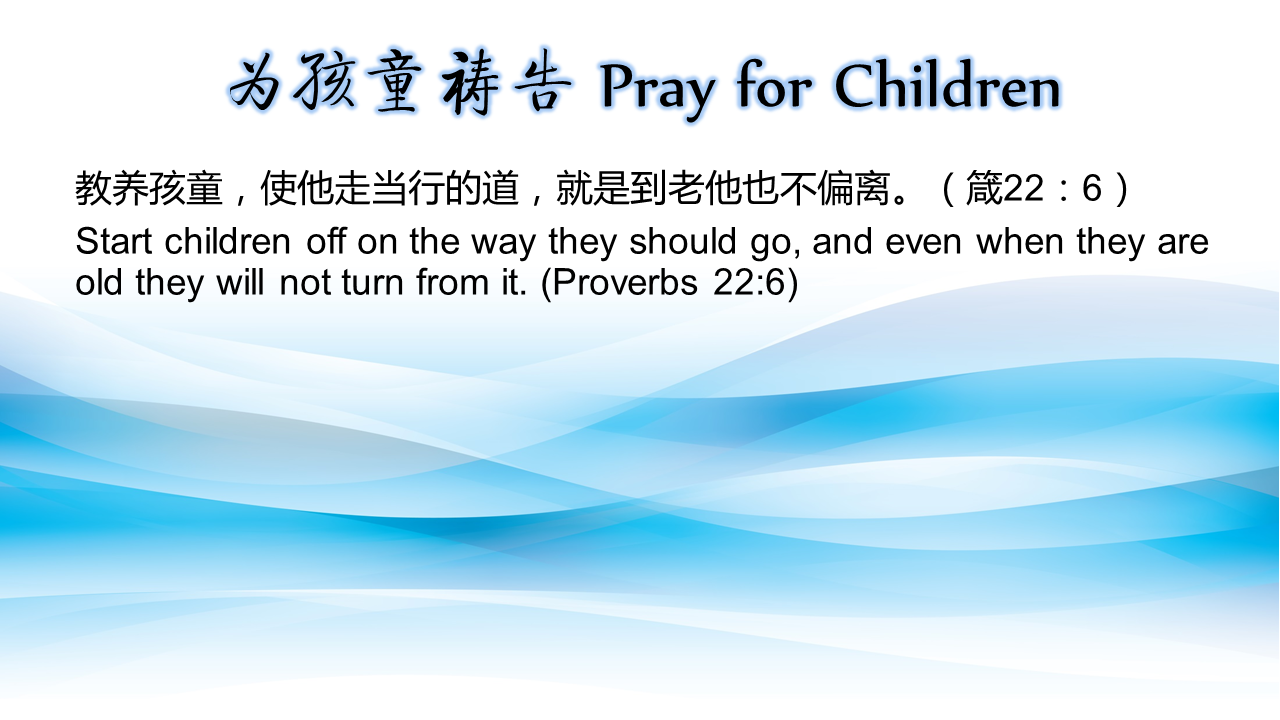 为孩童祷告 Pray for Children
教养孩童，使他走当行的道，就是到老他也不偏离。（箴22：6）
Start children off on the way they should go, and even when they are
old they will not turn from it. (Proverbs 22:6)